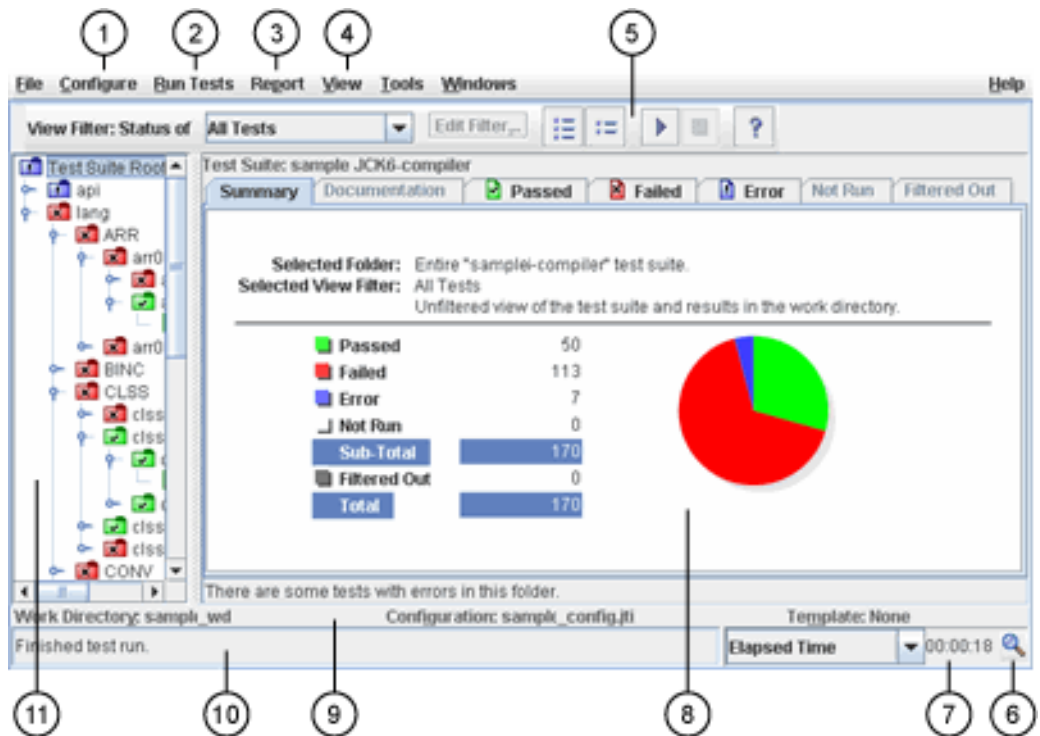 1 2 3 4 5
File Configure Run Tests Report View Tools Windows Help
View Filter: Status of All Tests Edit Filter... ?
Test Suite Root
api
lang
ARR
arr0
arr0
BINC
CLSS
clss
clss
clss
clss
CONV
Test Suite: sample JCK6-compiler
Summary Documentation Passed Failed Error Not Run Filtered Out
Selected Folder: Entire "samplei-compiler" test suite.
Selected View Filter: All Tests
Unfiltered view of the test suite and results in the work directory.
Passed 50
Failed 113
Error 7
Not Run 0
Sub-Total 170
Filtered Out 0
Total 170
There are some tests with errors in this folder.
Work Directory: sample_wd Configuration: sample_config.jti Template: None
Finished test run. Elapsed Time 00:00:18
11 10 9 8 7 6